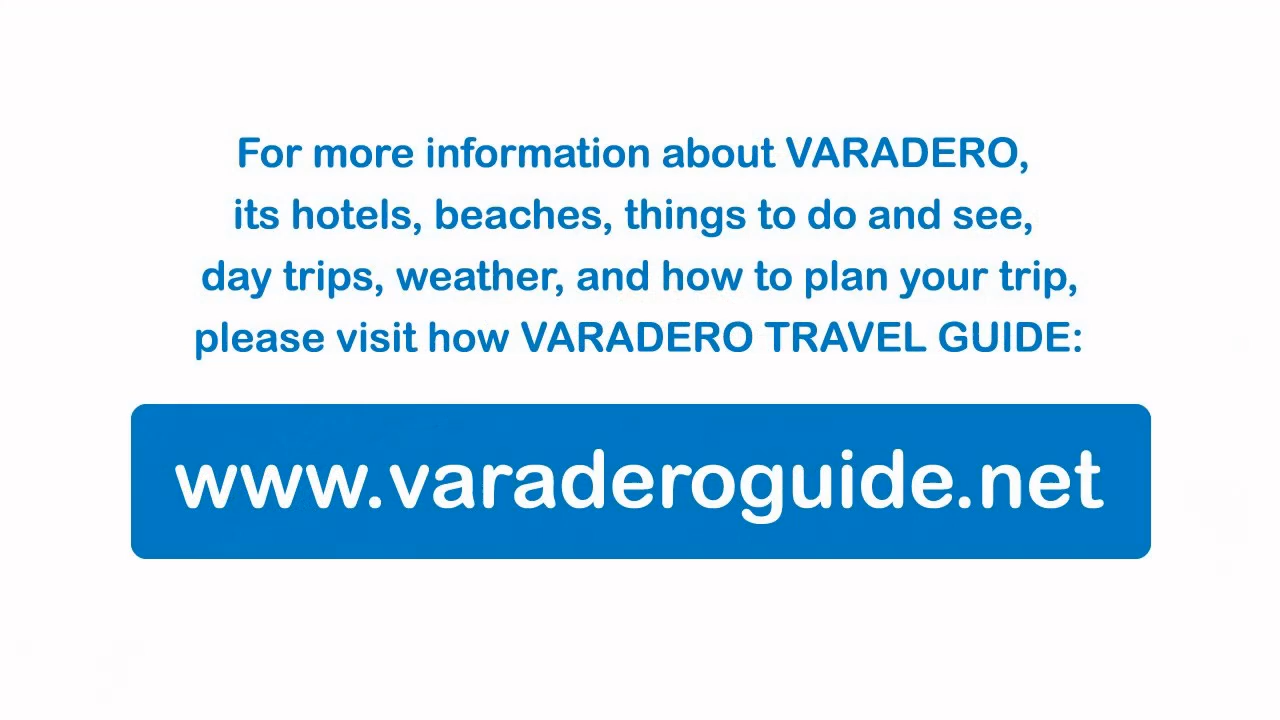 For more information about VARADERO,
its hotels, beaches, things to do and see,
day trips, weather, and how to plan your trip,
please visit how VARADERO TRAVEL GUIDE:
www.varaderoguide.net